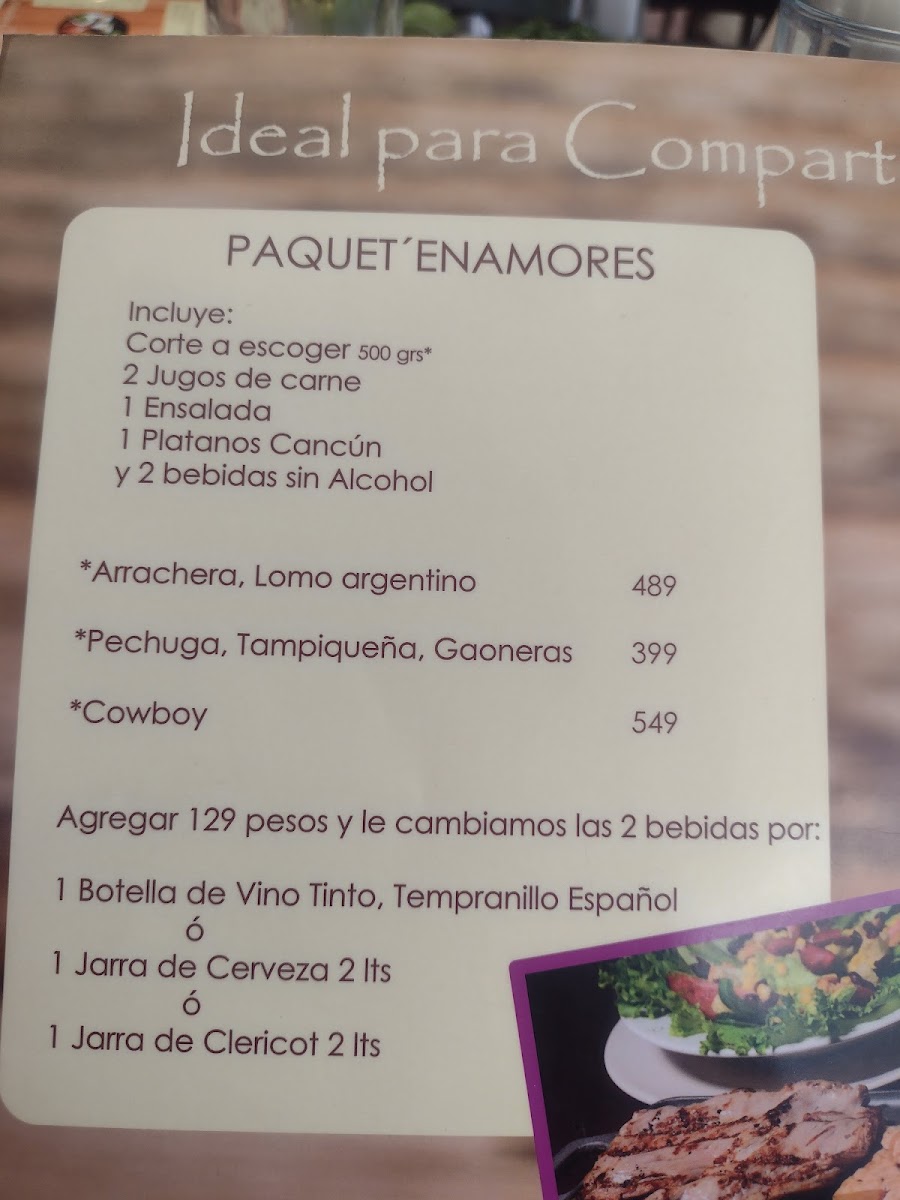 Ideal para Compart
PAQUET´ENAMORES
Incluye:
Corte a escoger 500 grs*
2 Jugos de carne
1 Ensalada
1 Platanos Cancún
y 2 bebidas sin Alcohol
*Arrachera, Lomo argentino 489
*Pechuga, Tampiqueña, Gaoneras 399
*Cowboy 549
Agregar 129 pesos y le cambiamos las 2 bebidas por:
1 Botella de Vino Tinto, Tempranillo Español
ó
1 Jarra de Cerveza 2 lts
ó
1 Jarra de Clericot 2 lts